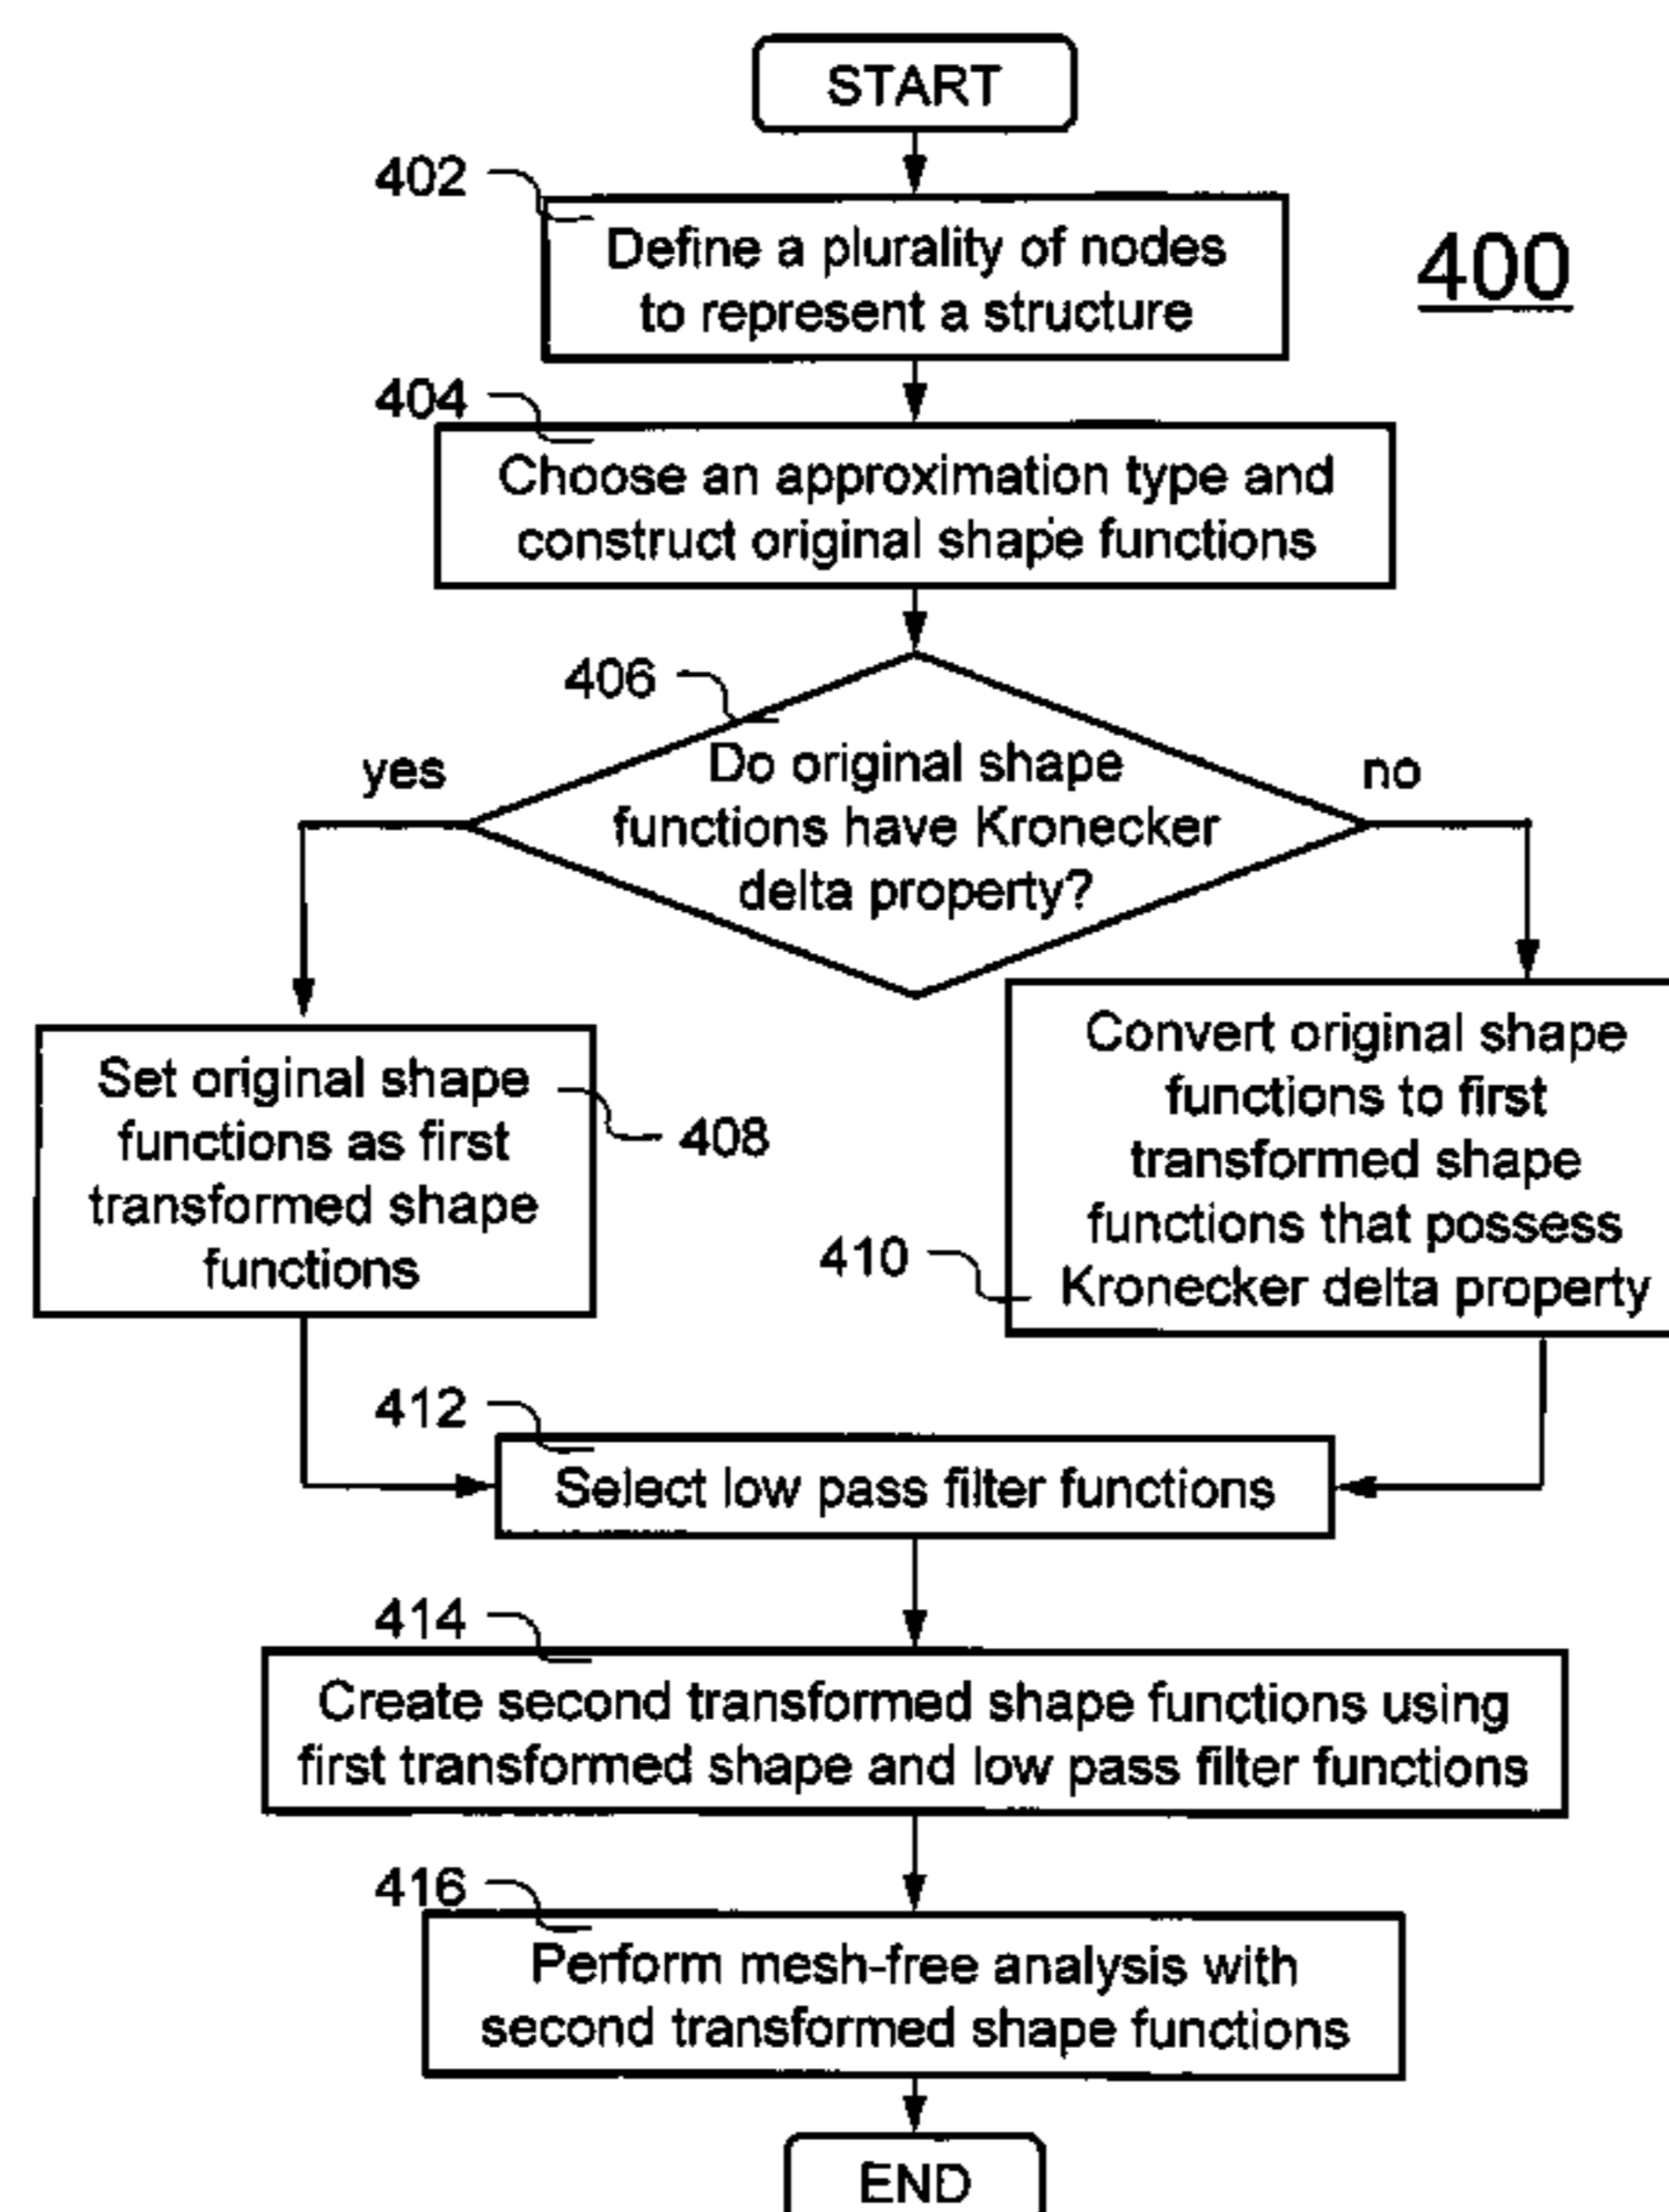 START
402
Define a plurality of nodes
to represent a structure
400
404
Choose an approximation type and
construct original shape functions
406
yes
Do original shape
functions have Kronecker
delta property?
no
Set original shape
functions as first
transformed shape
functions
408
Convert original shape
functions to first
transformed shape
functions that possess
Kronecker delta property
410
412
Select low pass filter functions
414
Create second transformed shape functions using
first transformed shape and low pass filter functions
416
Perform mesh-free analysis with
second transformed shape functions
END